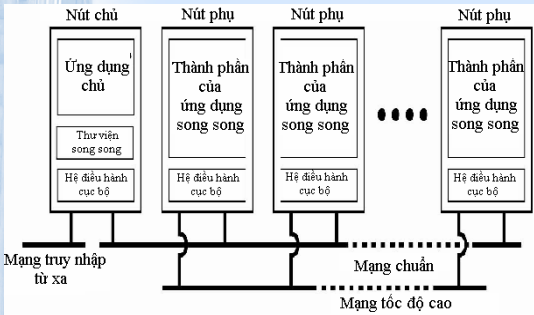 Nút chủ
Nút phụ
Nút phụ
Nút phụ
Ứng dụng
chủ
Thư viện
song song
Hệ điều hành
cục bộ
Thành phần
của
ứng dụng
song song
Hệ điều hành
cục bộ
Thành phần
của
ứng dụng
song song
Hệ điều hành
cục bộ
Thành phần
của
ứng dụng
song song
Hệ điều hành
cục bộ
Mạng truy nhập
từ xa
Mạng chuẩn
Mạng tốc độ cao